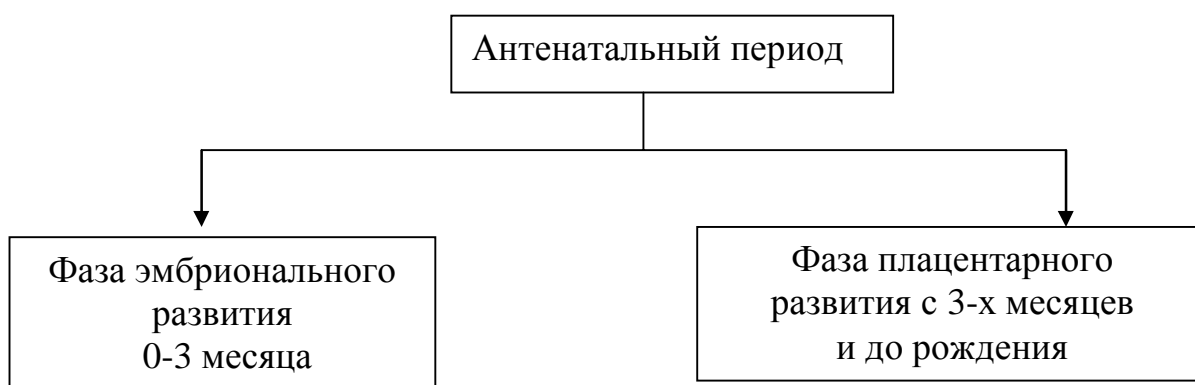 Антенатальный период
Фаза эмбрионального
развития
0-3 месяца
Фаза плацентарного
развития с 3-х месяцев
и до рождения